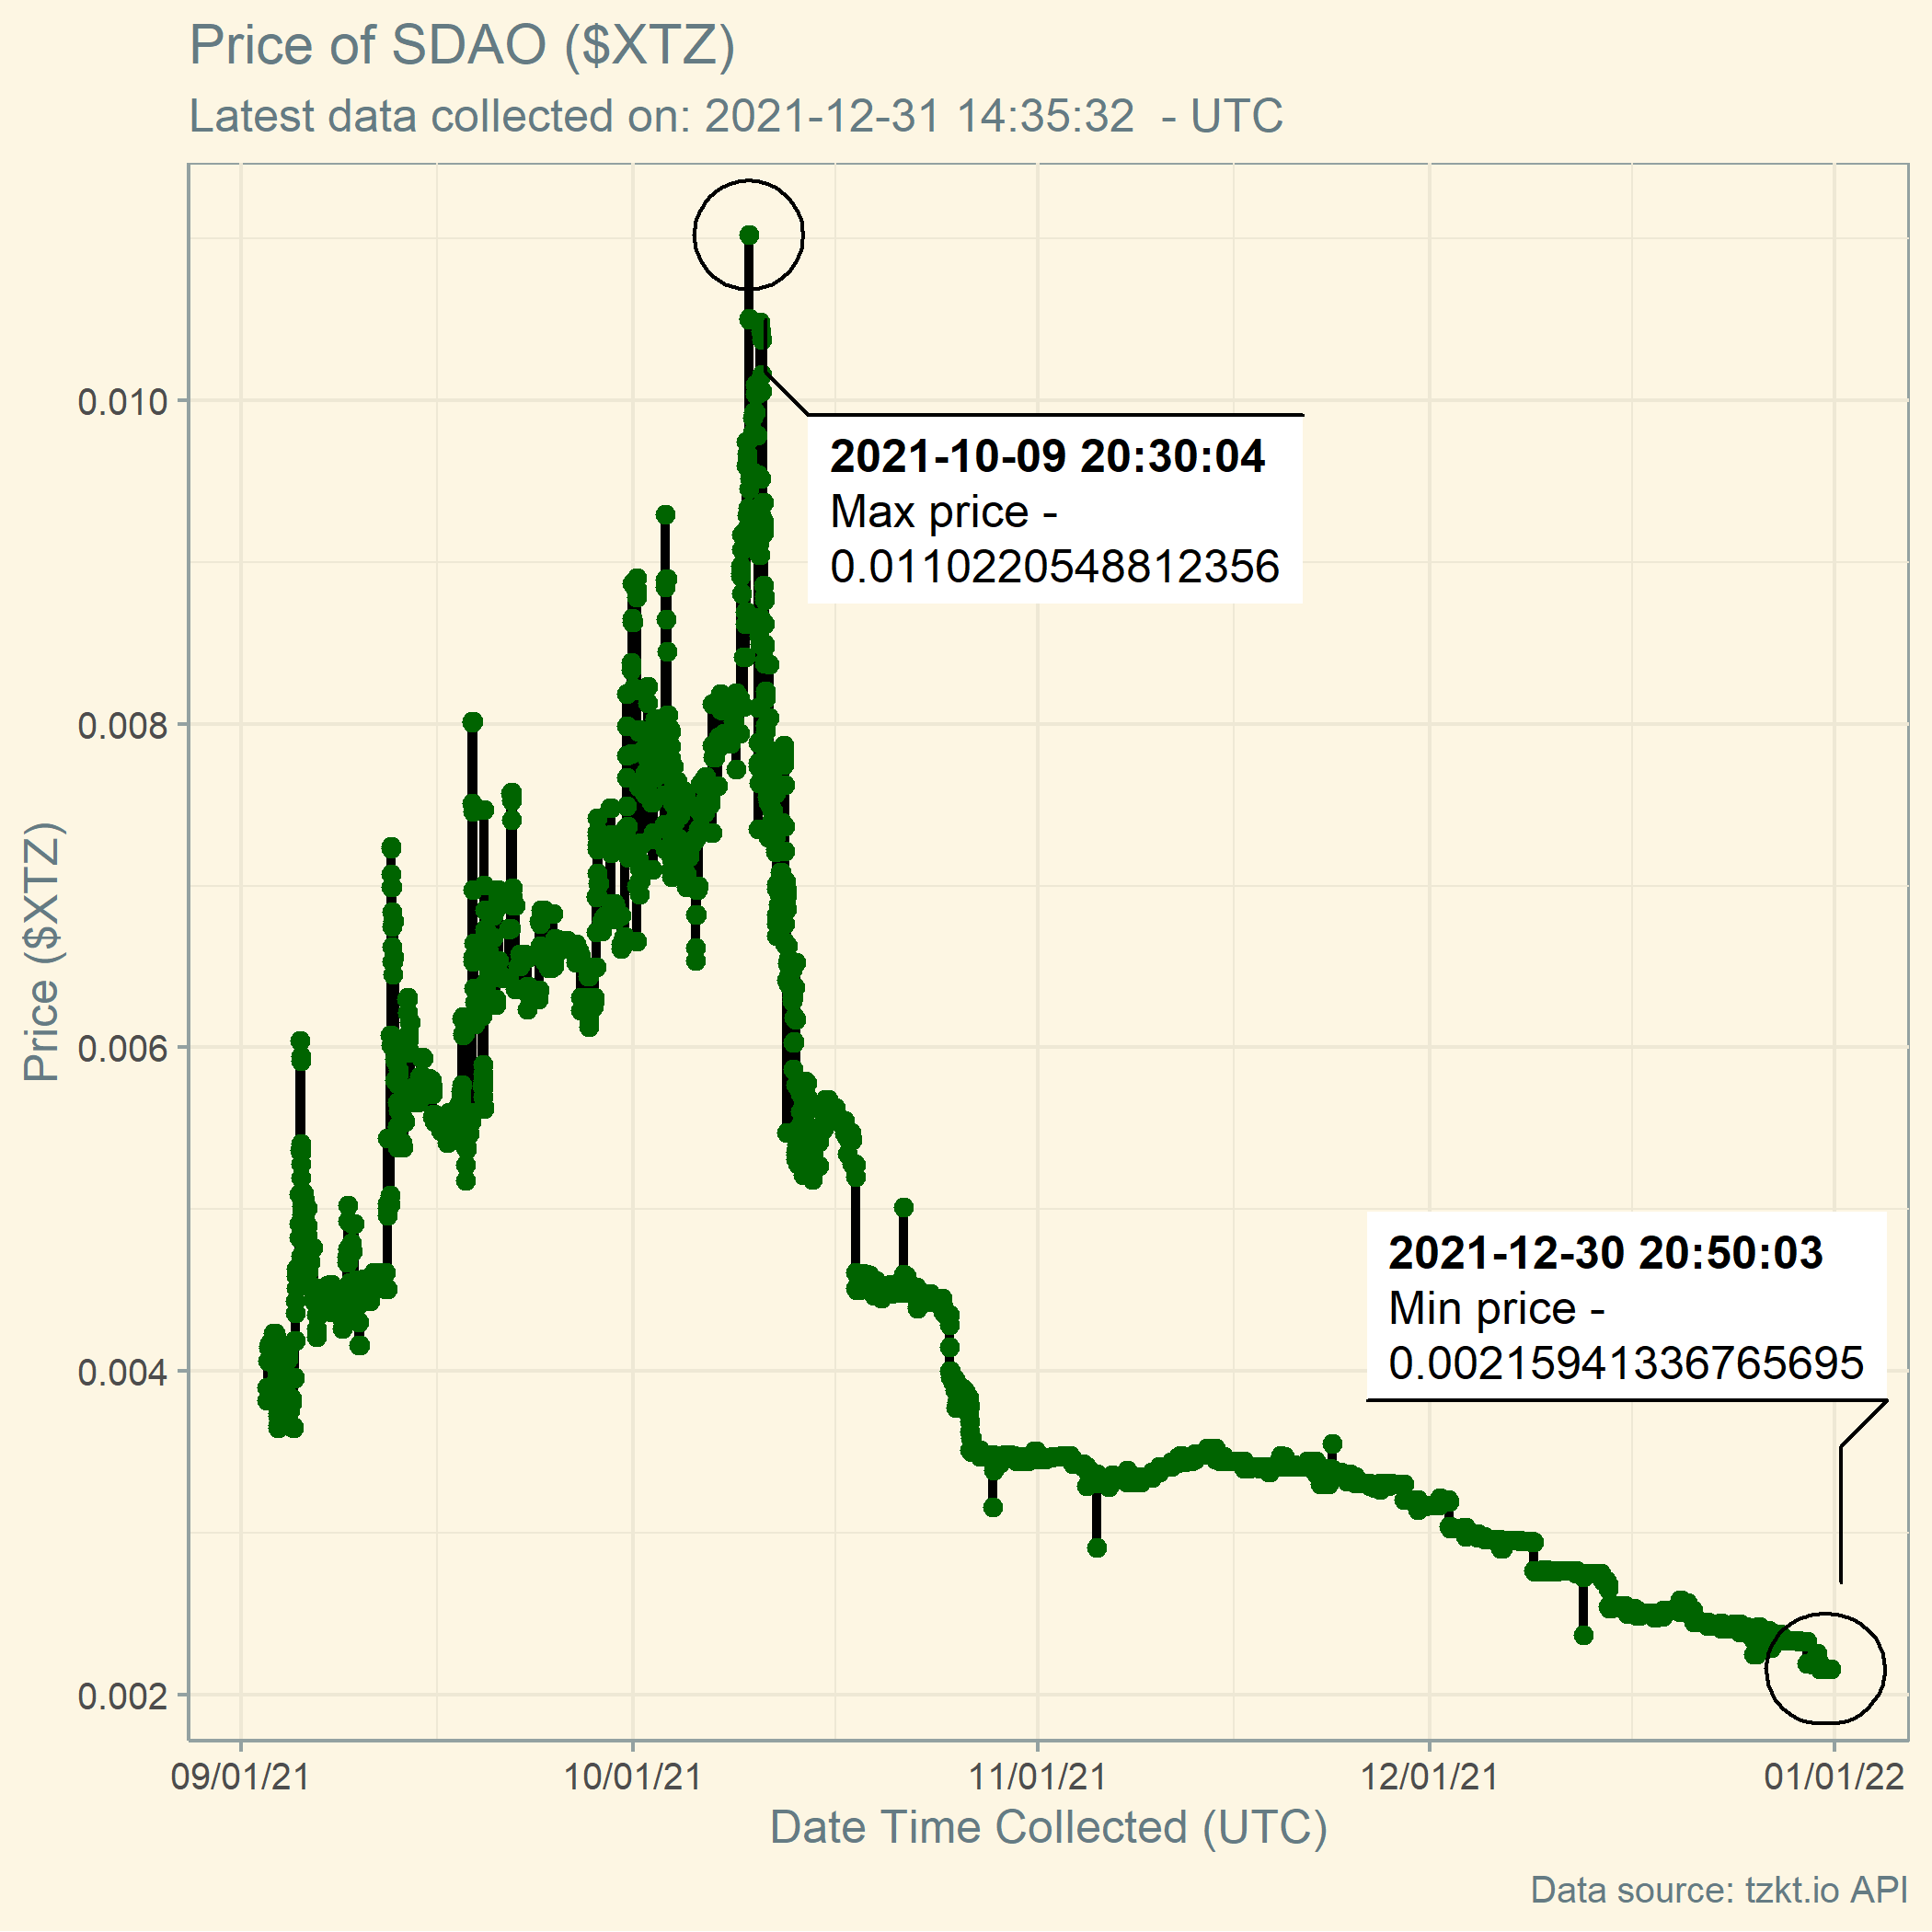 Price of SDAO ($XTZ)
Latest data collected on: 2021-12-31 14:35:32  - UTC
2021-10-09 20:30:04
Max price -
0.01102220548812356
2021-12-30 20:50:03
Min price -
0.00215941336765695
Price ($XTZ)
0.010
0.008
0.006
0.004
0.002
09/01/21
10/01/21
11/01/21
12/01/21
01/01/22
Date Time Collected (UTC)
Data source: tzkt.io API